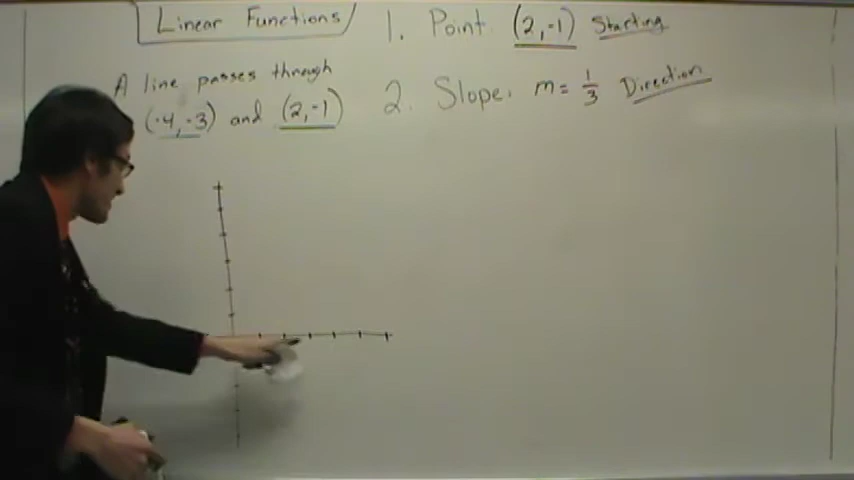 Linear Functions
A line passes through
(-4,-3) and (2,-1)
1. Point (2,-1) Starting
2. Slope. m = 1/3 Direction